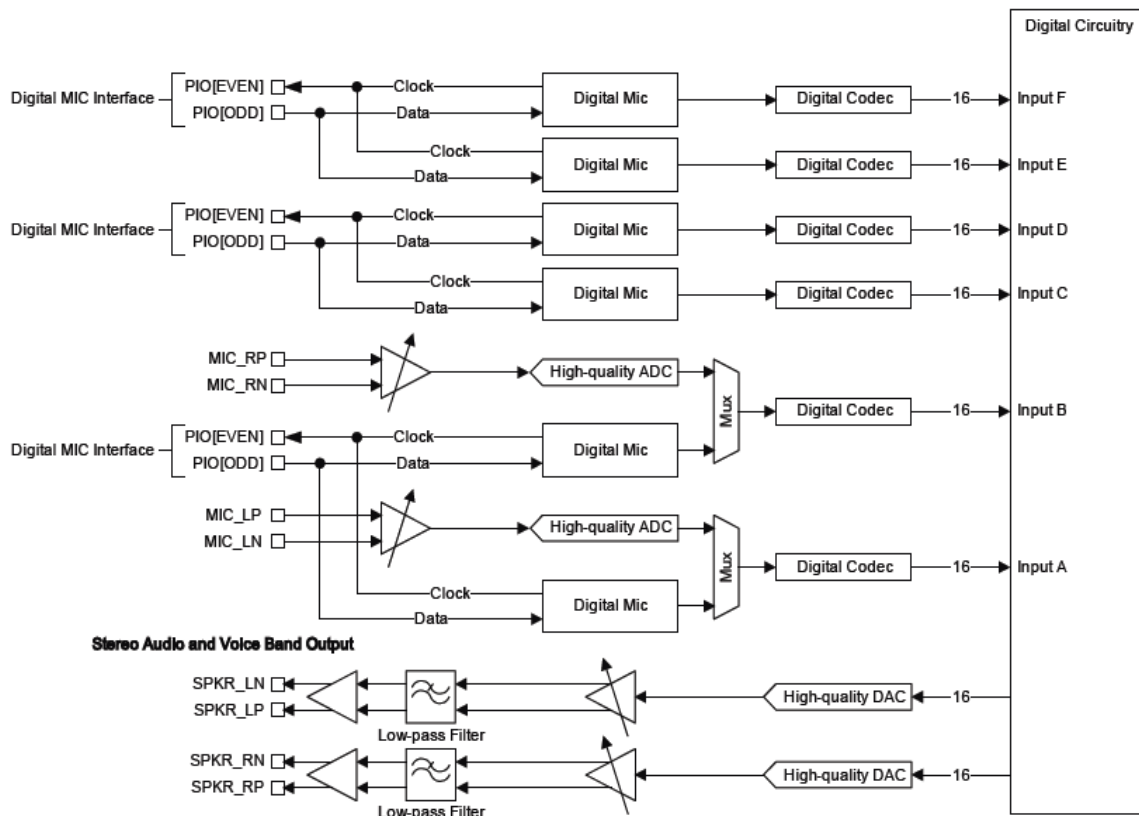 Digital Circuitry
Digital MIC Interface
PIO[EVEN]
PIO[ODD]
Clock
Data
Digital Mic
Digital Codec
16
Input F
Clock
Data
Digital Mic
Digital Codec
16
Input E
Digital MIC Interface
PIO[EVEN]
PIO[ODD]
Clock
Data
Digital Mic
Digital Codec
16
Input D
Clock
Data
Digital Mic
Digital Codec
16
Input C
MIC_RP
MIC_RN
High-quality ADC
Mux
Digital Codec
16
Input B
Digital MIC Interface
PIO[EVEN]
PIO[ODD]
Clock
Data
Digital Mic
MIC_LP
MIC_LN
High-quality ADC
Mux
Digital Codec
16
Input A
Clock
Data
Digital Mic
Stereo Audio and Voice Band Output
SPKR_LN
SPKR_LP
Low-pass Filter
High-quality DAC
16
SPKR_RN
SPKR_RP
Low-pass Filter
High-quality DAC
16